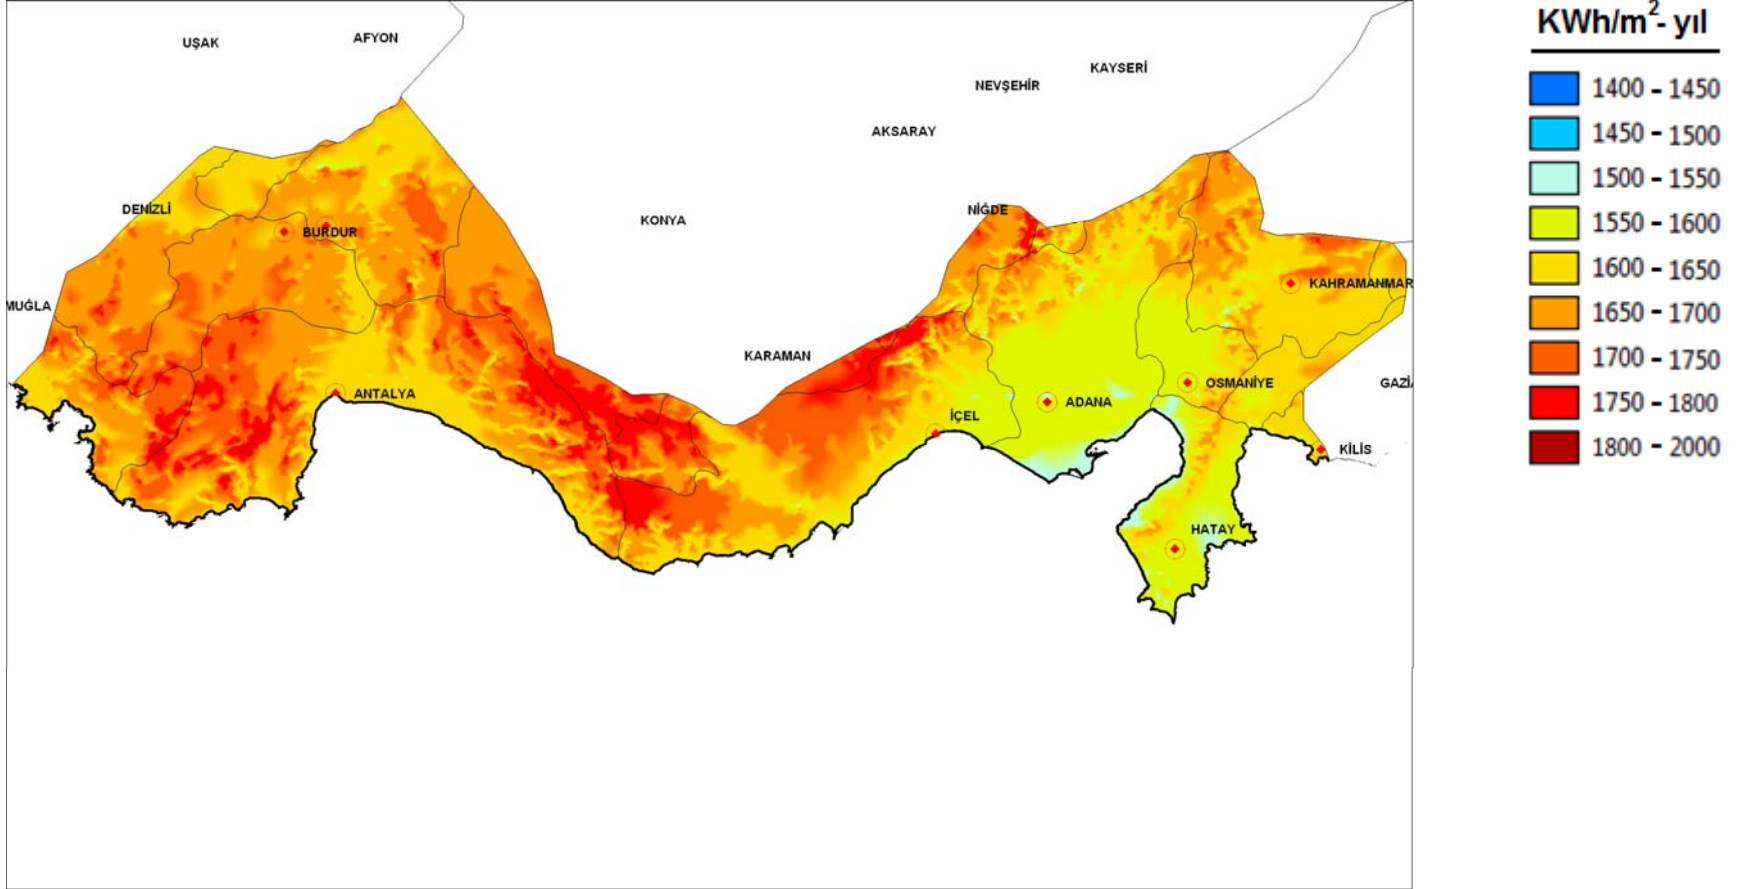 UŞAK
AFYON
KAYSERİ
NEVŞEHİR
AKSARAY
DENİZLİ
NİĞDE
KONYA
BURDUR
KAHRAMANMAR
MUĞLA
KARAMAN
OSMANİYE
GAZİ
ANTALYA
ADANA
İÇEL
KİLİS
HATAY
KWh/m²- yıl
1400 - 1450
1450 - 1500
1500 - 1550
1550 - 1600
1600 - 1650
1650 - 1700
1700 - 1750
1750 - 1800
1800 - 2000